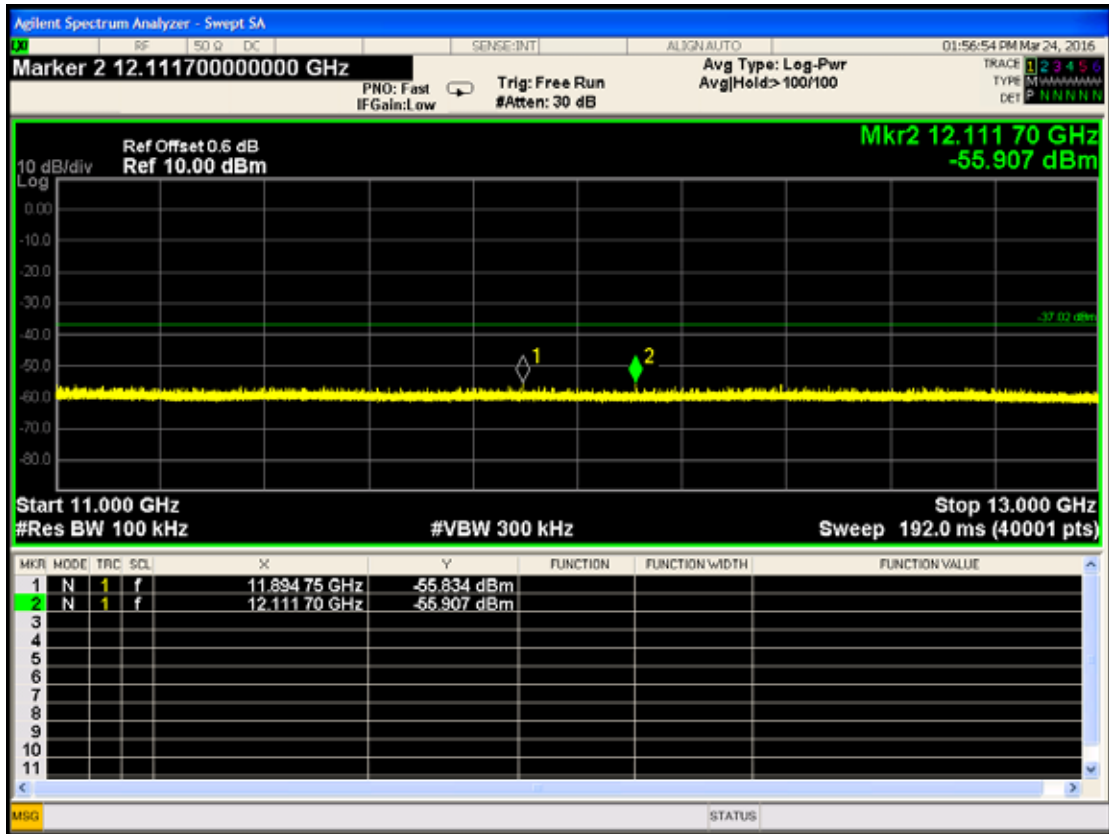 Agilent Spectrum Analyzer - Swept SA
LXI RF 50 Ω DC SENSE:INT ALIGN AUTO 01:56:54 PM Mar 24, 2016
Marker 2 12.111700000000 GHz
PNO: Fast
IFGain:Low
Trig: Free Run
#Atten: 30 dB
Avg Type: Log-Pwr
Avg|Hold:>100/100
TRACE 1 2 3 4 5 6
TYPE M
DET P N N N N N
Mkr2 12.111 70 GHz
-55.907 dBm
Ref Offset 0.6 dB
10 dB/div Ref 10.00 dBm
Log
0.00
-10.0
-20.0
-30.0
-37.02 dBm
-40.0
1
2
-50.0
-60.0
-70.0
-80.0
Start 11.000 GHz Stop 13.000 GHz
#Res BW 100 kHz #VBW 300 kHz Sweep 192.0 ms (40001 pts)
MKR MODE TRC SCL X Y FUNCTION FUNCTION WIDTH FUNCTION VALUE
1 N 1 f 11.894 75 GHz -55.834 dBm
2 N 1 f 12.111 70 GHz -55.907 dBm
3
4
5
6
7
8
9
10
11
MSG STATUS